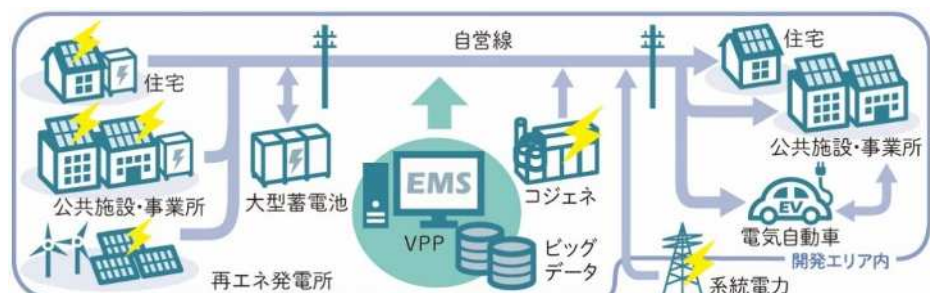 自営線
住宅
住宅
公共施設・事業所
大型蓄電池
EMS
VPP
コジェネ
公共施設・事業所
EV
電気自動車
再エネ発電所
ビッグ
データ
系統電力
開発エリア内